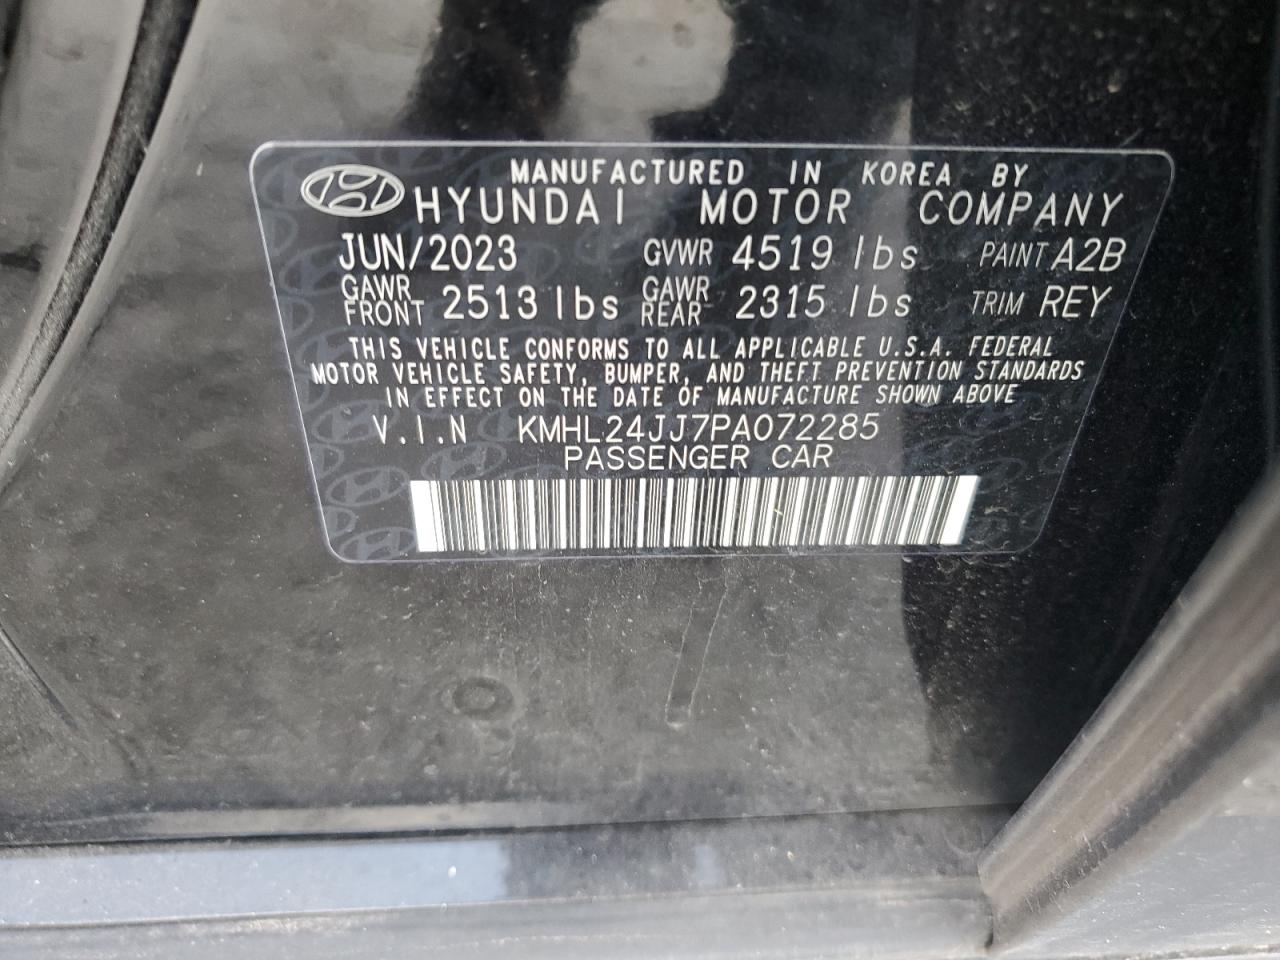 MANUFACTURED IN KOREA BY
HYUNDAI MOTOR COMPANY
JUN/2023 GVWR 4519 lbs PAINT A2B
GAWR FRONT 2513 lbs GAWR REAR 2315 lbs TRIM REY
THIS VEHICLE CONFORMS TO ALL APPLICABLE U.S.A. FEDERAL
MOTOR VEHICLE SAFETY, BUMPER, AND THEFT PREVENTION STANDARDS
IN EFFECT ON THE DATE OF MANUFACTURE SHOWN ABOVE
V.I.N KMHL24JJ7PA072285
PASSENGER CAR